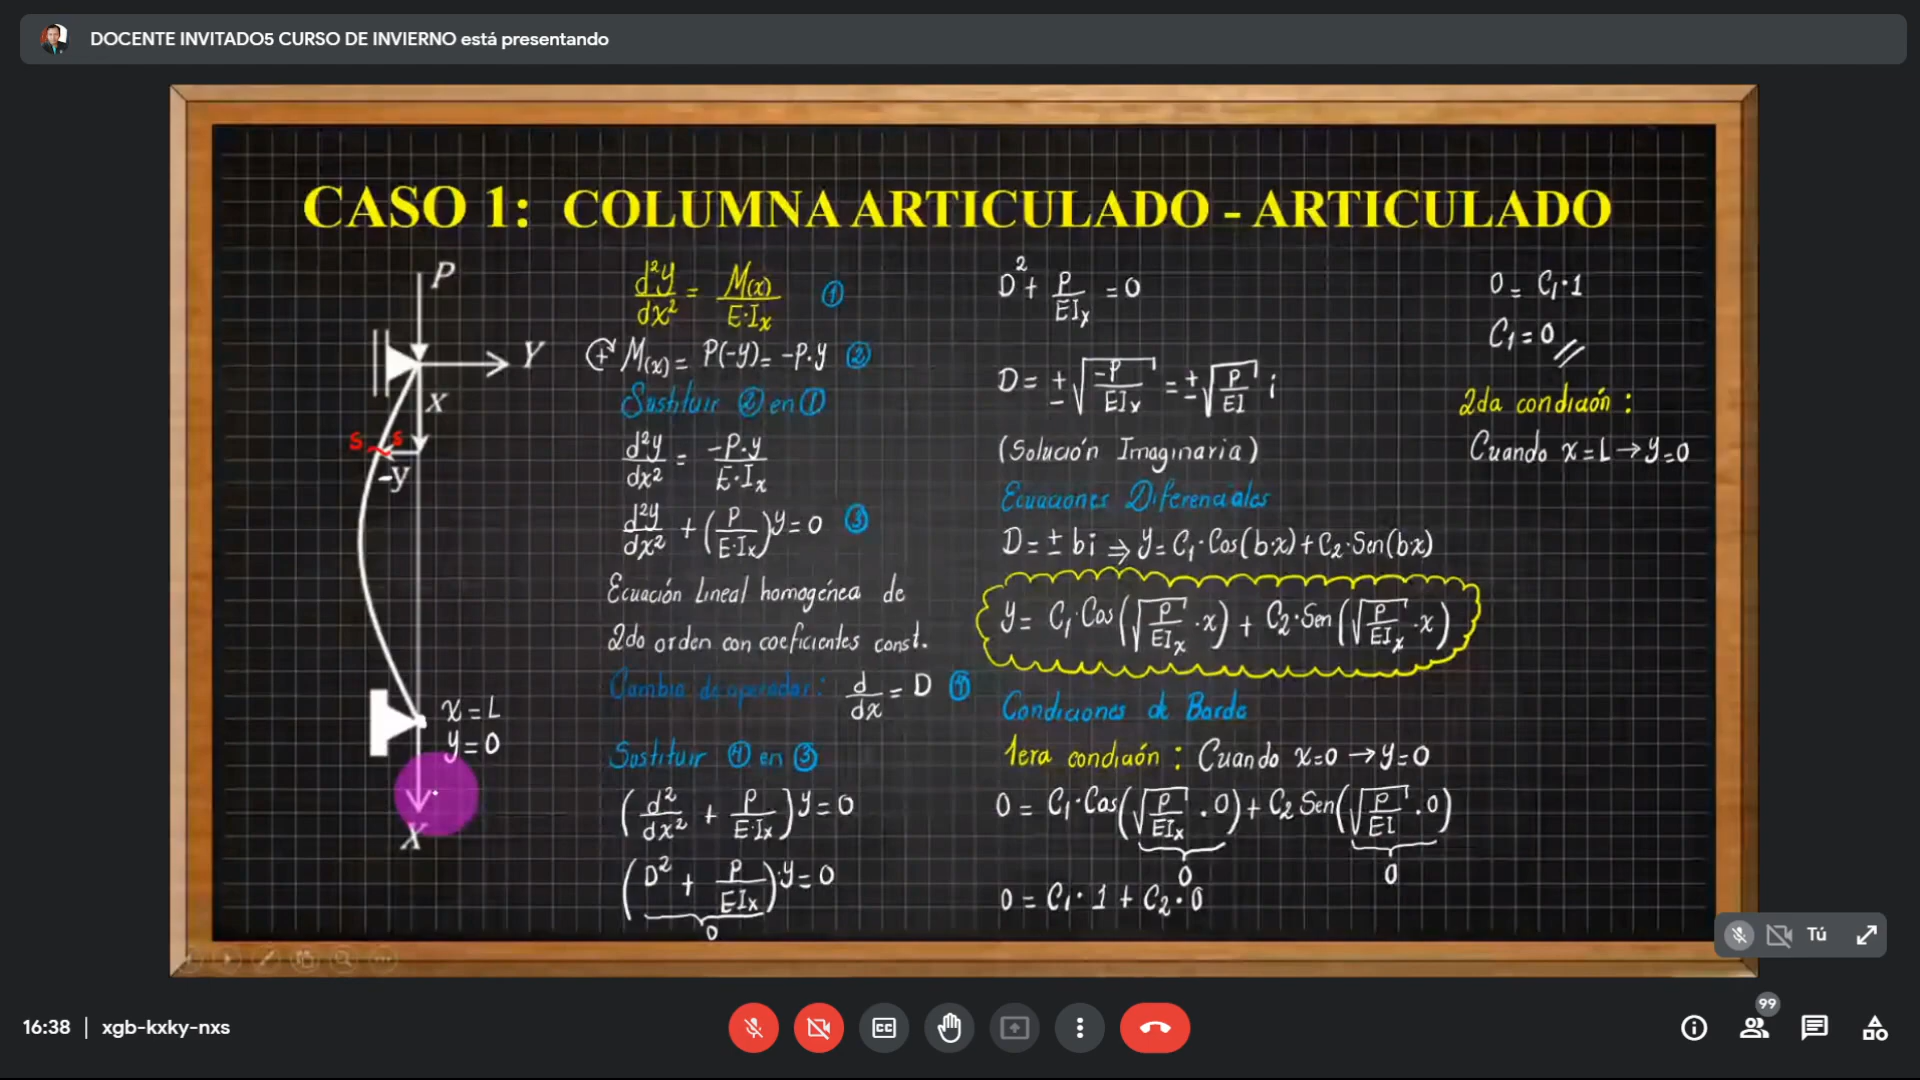 DOCENTE INVITADO5 CURSO DE INVIERNO está presentando
CASO 1: COLUMNA ARTICULADO - ARTICULADO
P
Y
X
s s
-y
x = L
y = 0
X
d²y/dx² = M(x)/E·Ix ①
M(x) = P(-y) = -P·y ②
Sustituir ② en ①
d²y/dx² = -P·y/E·Ix
d²y/dx² + (P/E·Ix)y = 0 ③
Ecuación Lineal homogénea de
2do orden con coeficientes const.
Cambio de operador: d/dx = D ④
Sustituir ④ en ③
(d²/dx² + P/E·Ix)y = 0
(D² + P/EIx)·y = 0
0
D² + P/EIx = 0
D = ±√(-P/EIx) = ±√(P/EI) i
(Solución Imaginaria)
Ecuaciones Diferenciales
D = ± bi ⇒ y = C₁·Cos(b·x) + C₂·Sen(b·x)
y = C₁·Cos(√(P/EIx)·x) + C₂·Sen(√(P/EIx)·x)
Condiciones de Borde
1era condición: Cuando x=0 → y=0
0 = C₁·Cos(√(P/EIx)·0) + C₂ Sen(√(P/EI)·0)
0 0
0 = C₁·1 + C₂·0
0 = C₁·1
C₁ = 0 //
2da condición:
Cuando x = L → y = 0
Tú
16:38 | xgb-kxky-nxs
CC
99